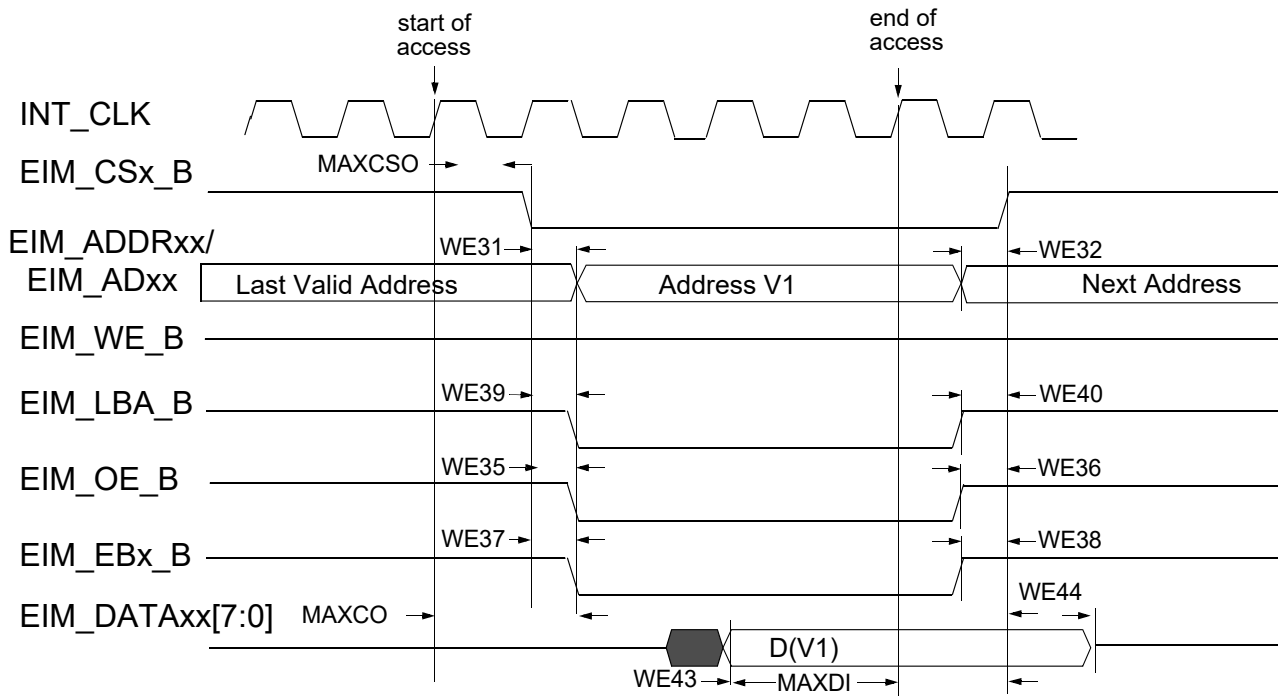 start of
access
end of
access
INT_CLK
MAXCSO
EIM_CSx_B
EIM_ADDRxx/
EIM_ADxx
WE31
WE32
Last Valid Address
Address V1
Next Address
EIM_WE_B
WE39
WE40
EIM_LBA_B
WE35
WE36
EIM_OE_B
WE37
WE38
EIM_EBx_B
WE44
EIM_DATAxx[7:0]
MAXCO
D(V1)
WE43
MAXDI